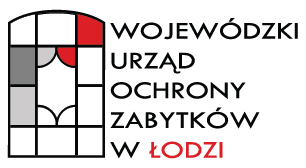 WOJEWÓDZKI
URZĄD
OCHRONY
ZABYTKÓW
W ŁODZI